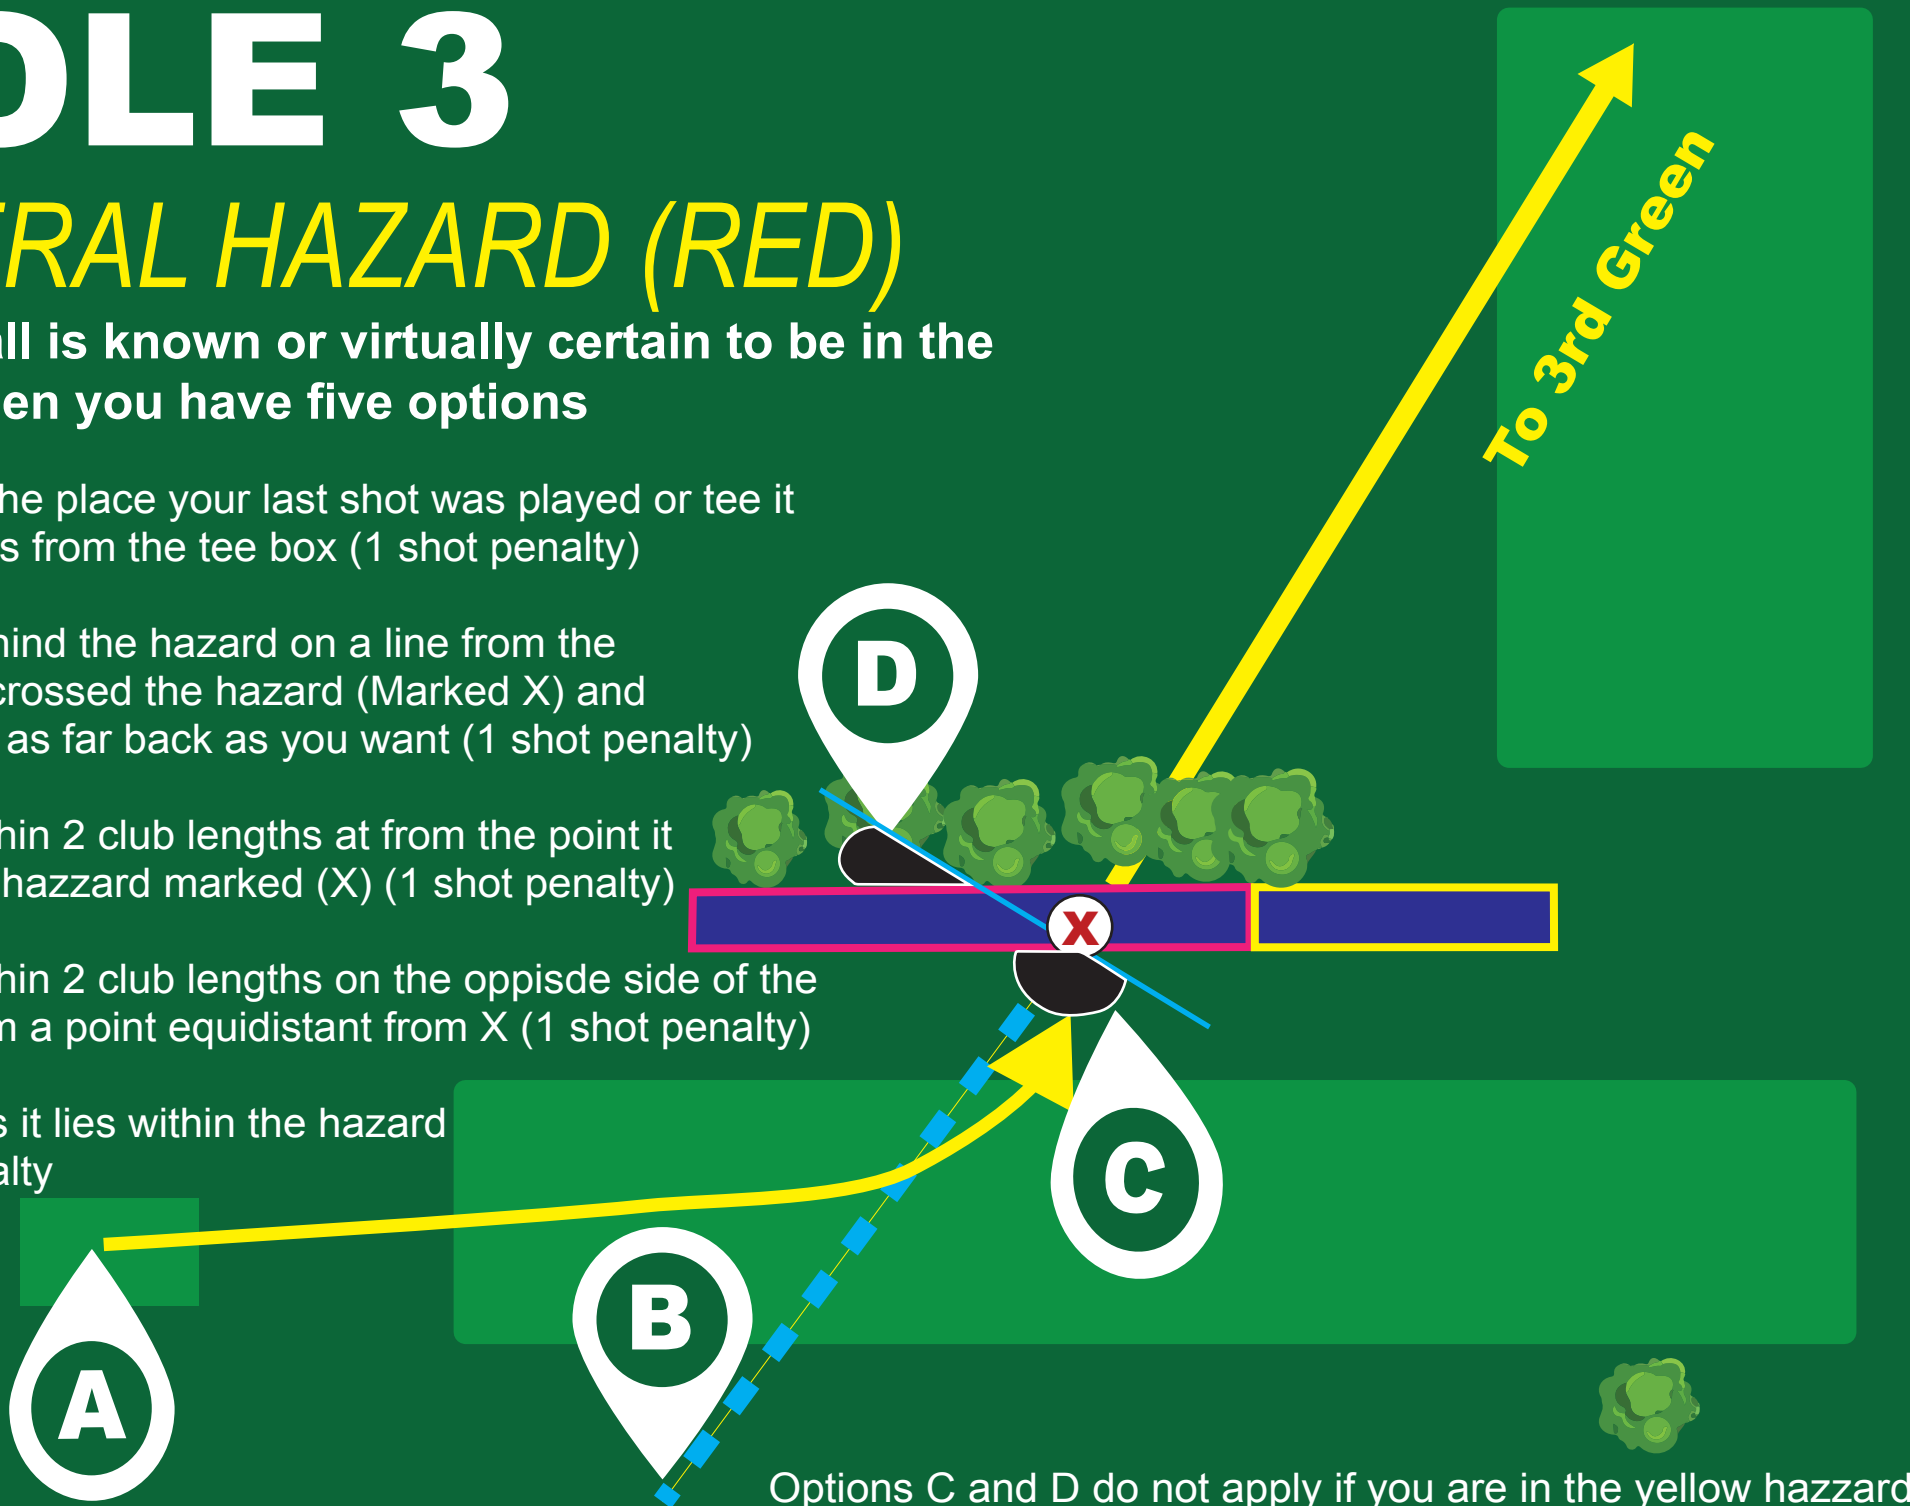 OLE 3
ERAL HAZARD (RED)
all is known or virtually certain to be in the
en you have five options
he place your last shot was played or tee it
s from the tee box (1 shot penalty)
hind the hazard on a line from the
crossed the hazard (Marked X) and
as far back as you want (1 shot penalty)
hin 2 club lengths at from the point it
hazzard marked (X) (1 shot penalty)
hin 2 club lengths on the oppisde side of the
m a point equidistant from X (1 shot penalty)
s it lies within the hazard
alty
To 3rd Green
D
X
C
B
A
Options C and D do not apply if you are in the yellow hazzard